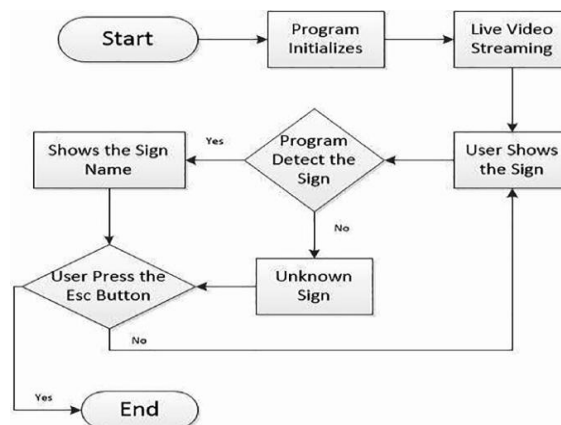 Start
Program
Initializes
Live Video
Streaming
User Shows
the Sign
Program
Detect the
Sign
Yes
Shows the Sign
Name
No
Unknown
Sign
User Press the
Esc Button
No
Yes
End